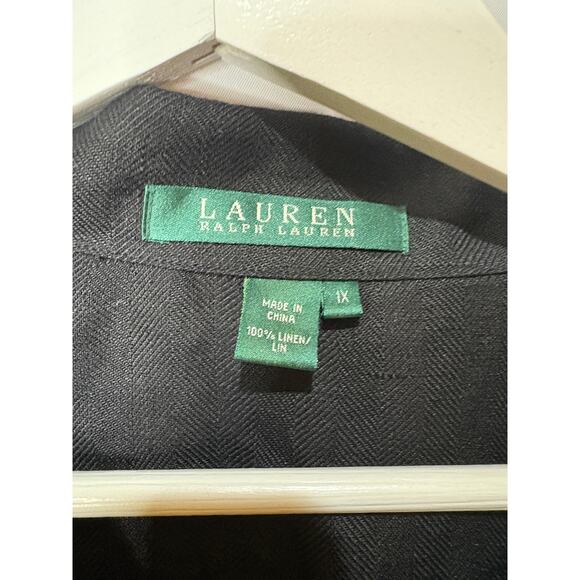 LAUREN
RALPH LAUREN
1X
MADE IN
CHINA
100% LINEN/
LIN